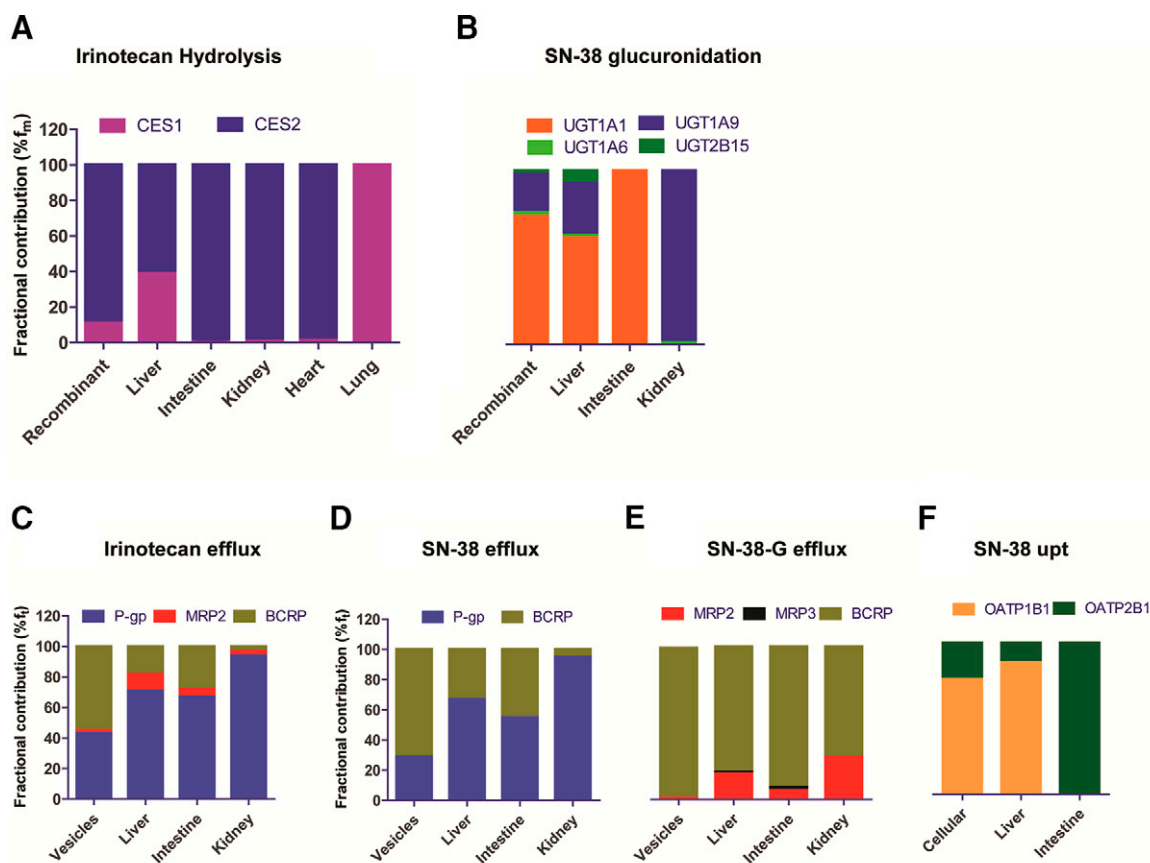 A
Irinotecan Hydrolysis
Fractional contribution (%fm)
120
100
80
60
40
20
0
CES1 CES2
Recombinant Liver Intestine Kidney Heart Lung
B
SN-38 glucuronidation
UGT1A1 UGT1A9
UGT1A6 UGT2B15
Recombinant Liver Intestine Kidney
C
Irinotecan efflux
Fractional contribution (%ft)
120
100
80
60
40
20
0
P-gp MRP2 BCRP
Vesicles Liver Intestine Kidney
D
SN-38 efflux
Fractional contribution (%ft)
120
100
80
60
40
20
0
P-gp BCRP
Vesicles Liver Intestine Kidney
E
SN-38-G efflux
MRP2 MRP3 BCRP
Vesicles Liver Intestine Kidney
F
SN-38 upt
OATP1B1 OATP2B1
Cellular Liver Intestine